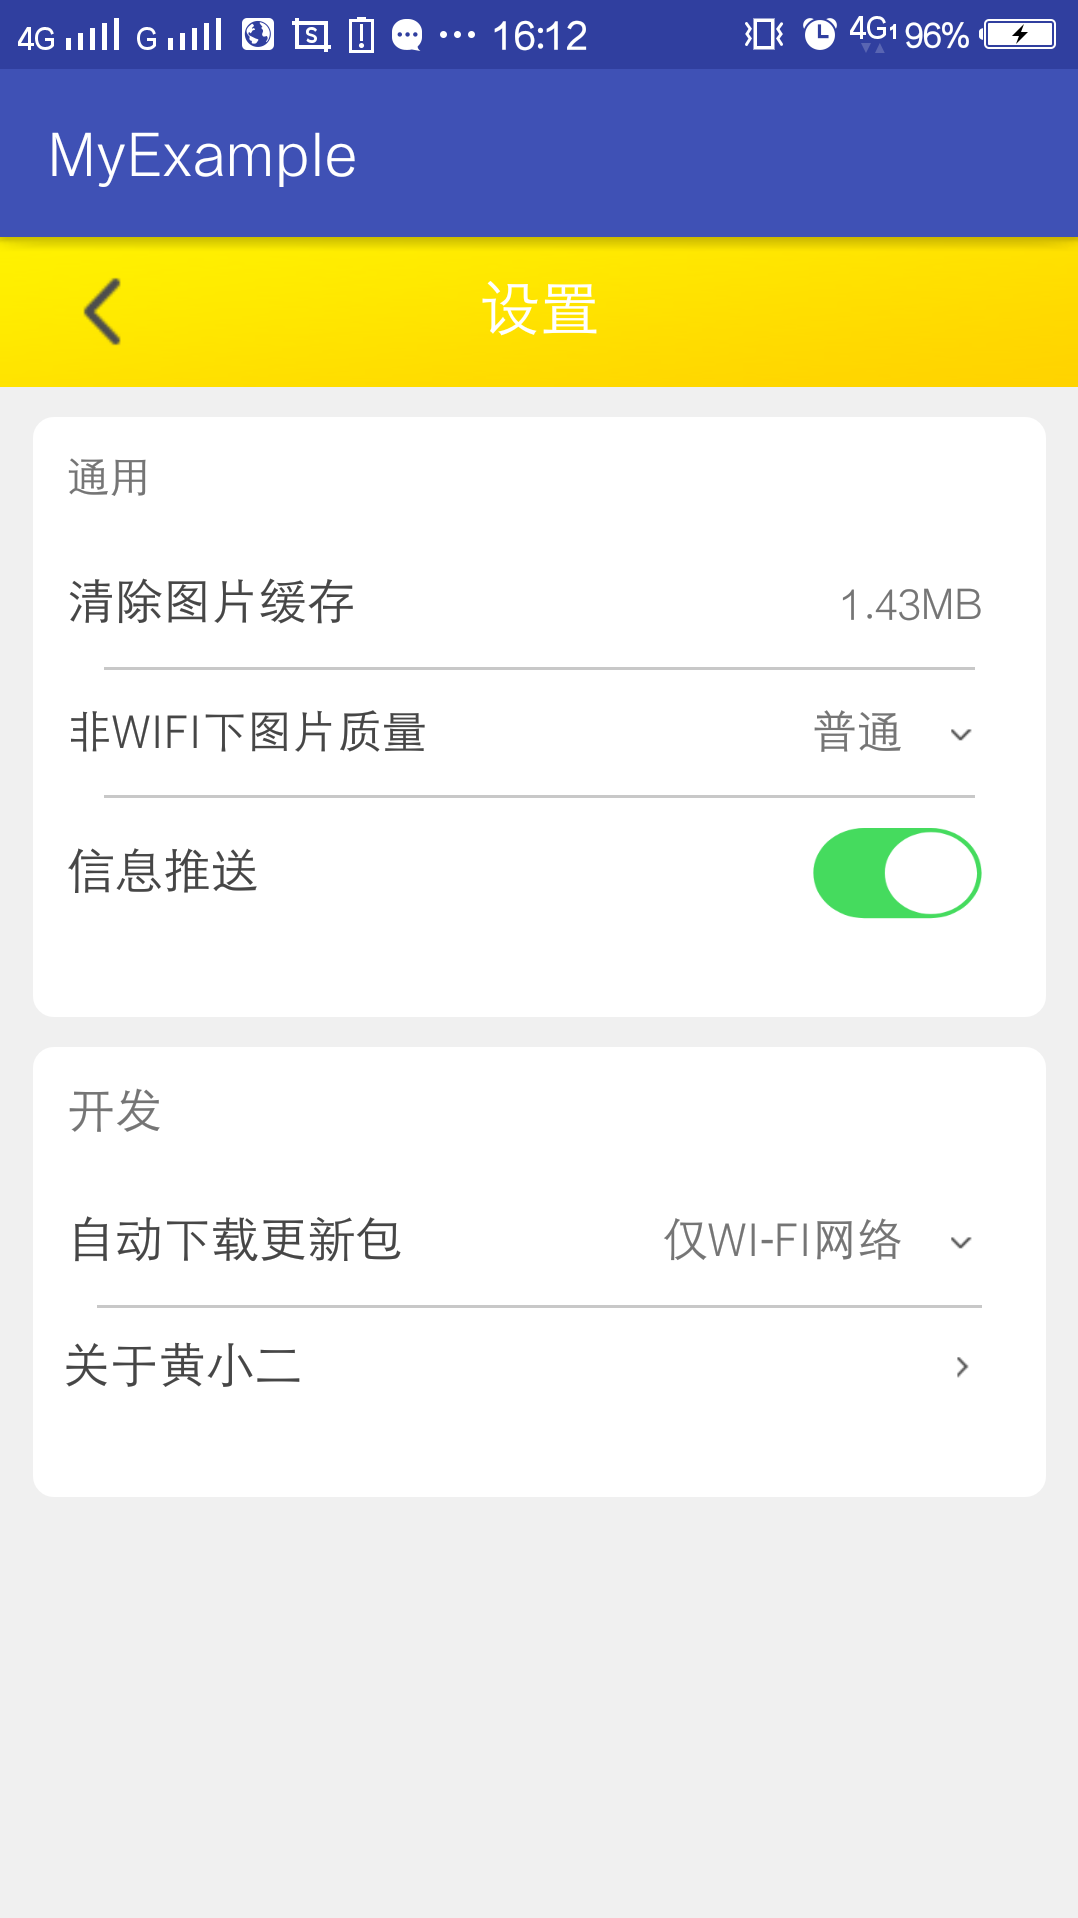 4G G 16:12 4G1 96%
MyExample
设置
通用
清除图片缓存 1.43MB
非WIFI下图片质量 普通
信息推送
开发
自动下载更新包 仅WI-FI网络
关于黄小二